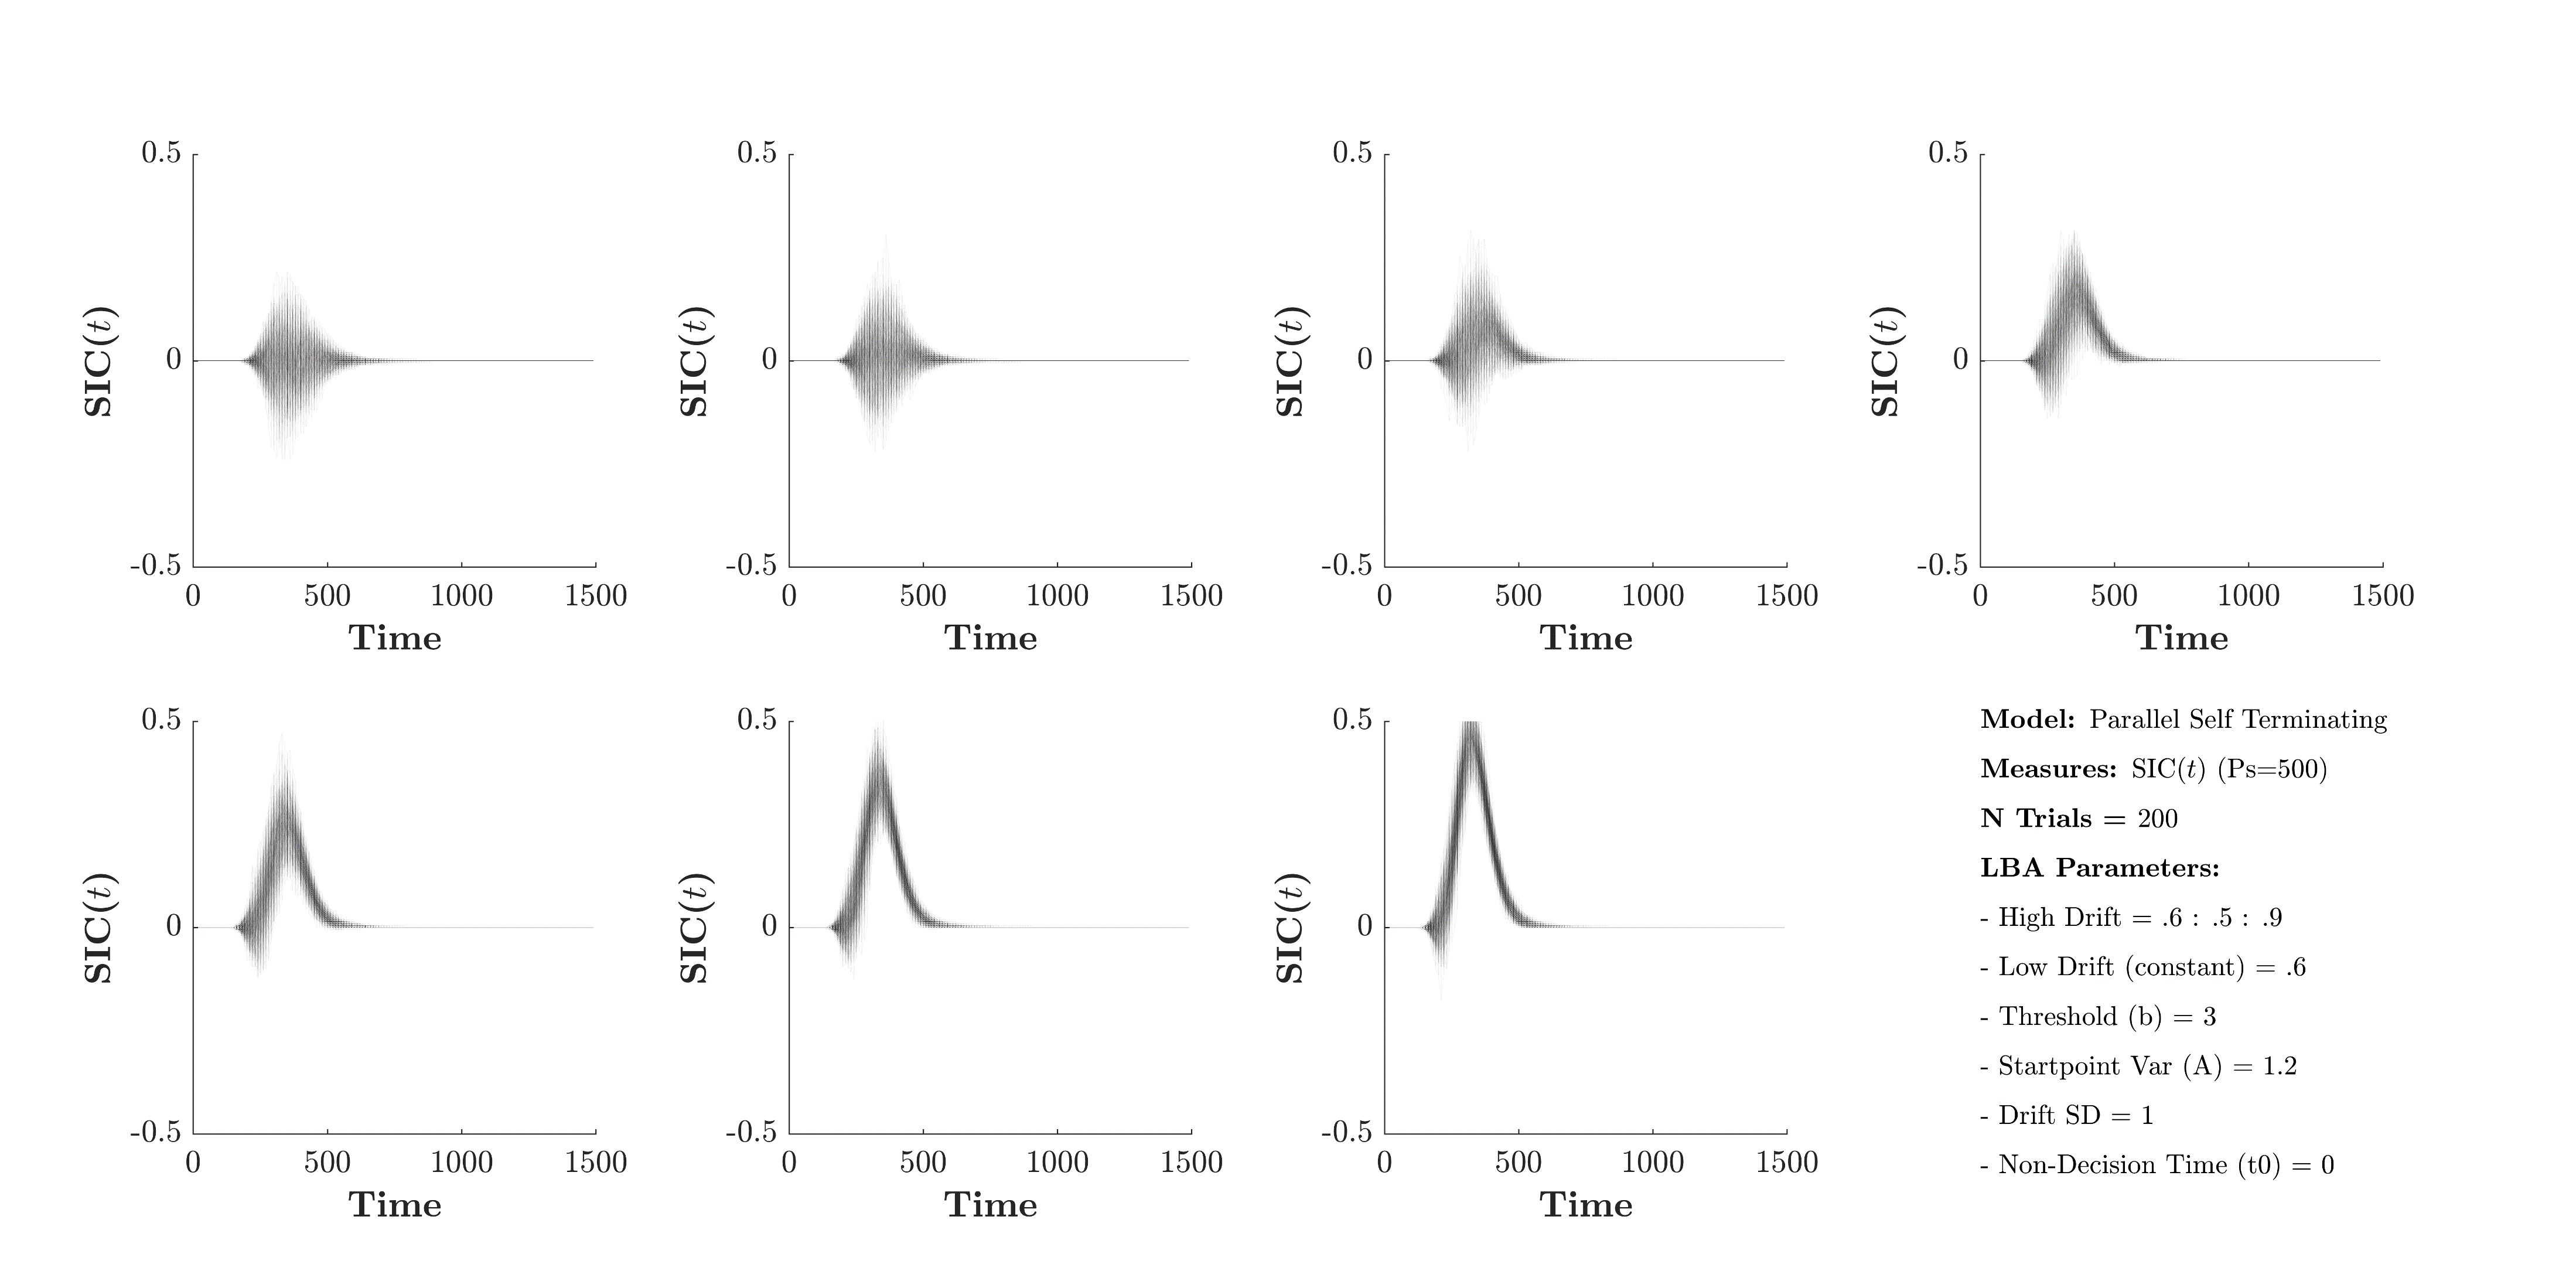 0.5
0
-0.5
0 500 1000 1500
SIC(t)
Time
0.5
0
-0.5
0 500 1000 1500
SIC(t)
Time
0.5
0
-0.5
0 500 1000 1500
SIC(t)
Time
0.5
0
-0.5
0 500 1000 1500
SIC(t)
Time
0.5
0
-0.5
0 500 1000 1500
SIC(t)
Time
0.5
0
-0.5
0 500 1000 1500
SIC(t)
Time
0.5
0
-0.5
0 500 1000 1500
SIC(t)
Time
Model: Parallel Self Terminating
Measures: SIC(t) (Ps=500)
N Trials = 200
LBA Parameters:
- High Drift = .6 : .5 : .9
- Low Drift (constant) = .6
- Threshold (b) = 3
- Startpoint Var (A) = 1.2
- Drift SD = 1
- Non-Decision Time (t0) = 0